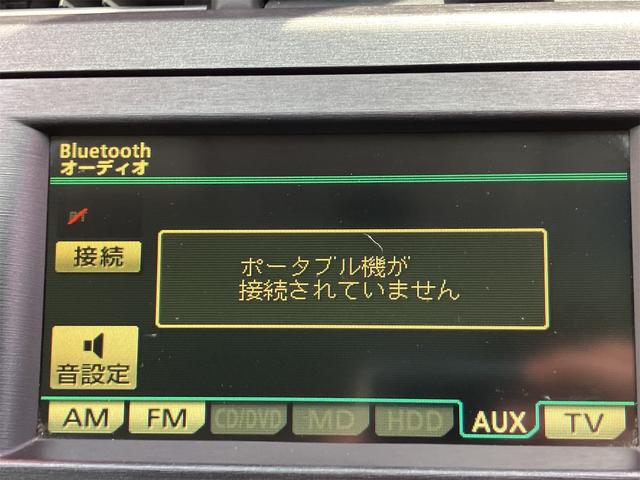 Bluetooth
オーディオ
BT
接続
ポータブル機が
接続されていません
音設定
AM FM CD/DVD MD HDD AUX TV